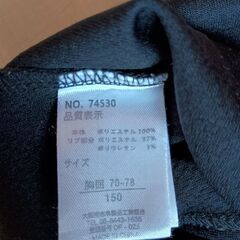 NO. 74530
品質表示
本体 ポリエステル 100%
リブ部分 ポリエステル 97%
ポリウレタン 3%
サイズ
胸囲 70-78
150